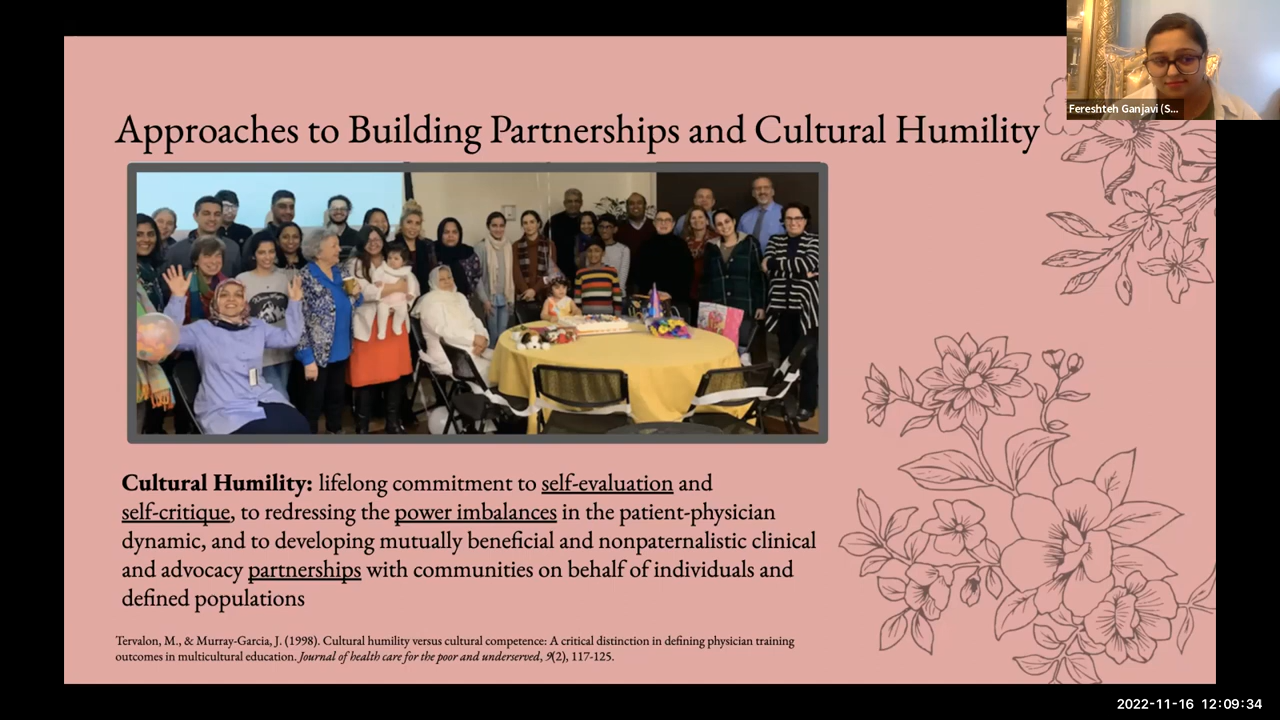 Fereshteh Ganjavi (S...
Approaches to Building Partnerships and Cultural Humility
Cultural Humility: lifelong commitment to self-evaluation and
self-critique, to redressing the power imbalances in the patient-physician
dynamic, and to developing mutually beneficial and nonpaternalistic clinical
and advocacy partnerships with communities on behalf of individuals and
defined populations
Tervalon, M., & Murray-Garcia, J. (1998). Cultural humility versus cultural competence: A critical distinction in defining physician training
outcomes in multicultural education. Journal of health care for the poor and underserved, 9(2), 117-125.
2022-11-16 12:09:34